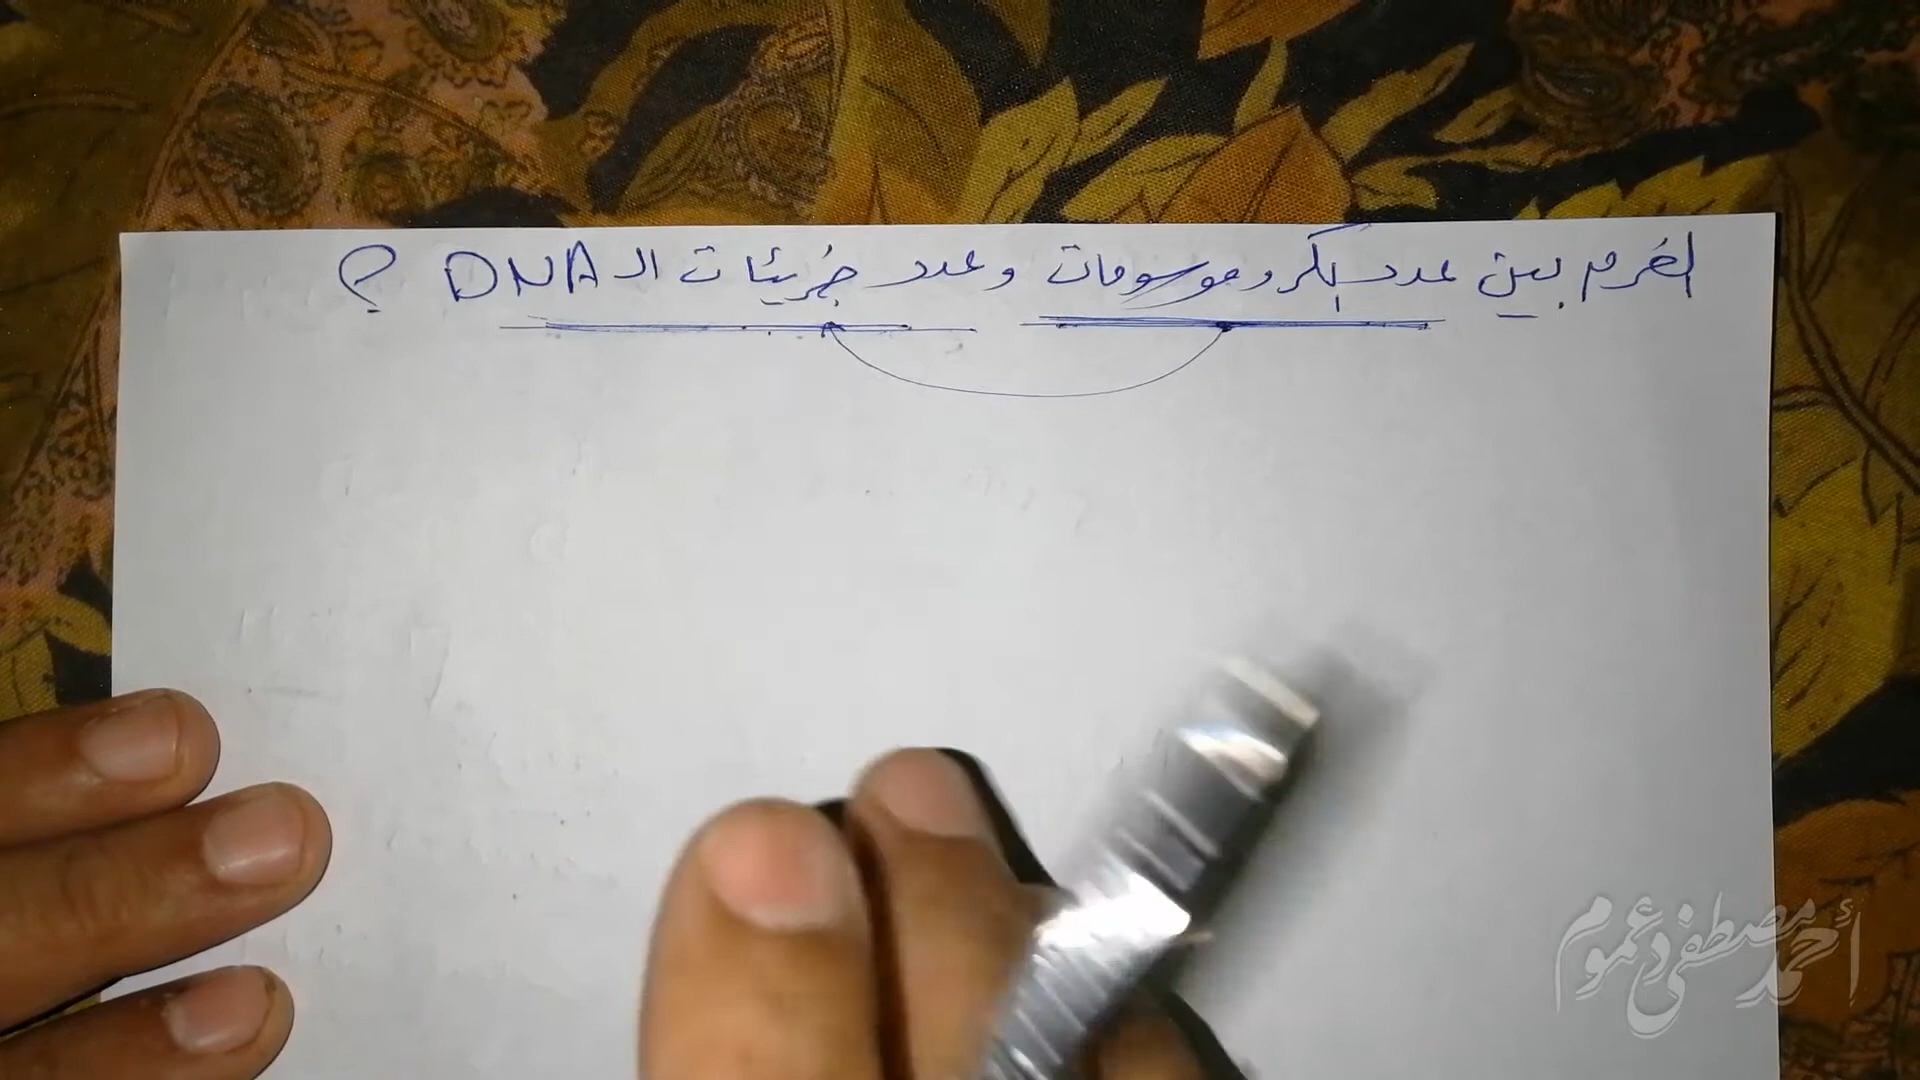 الفرق بين عدد الكروموسومات وعدد جزيئات الـ DNA ؟
أحمد مصطفى دعموم